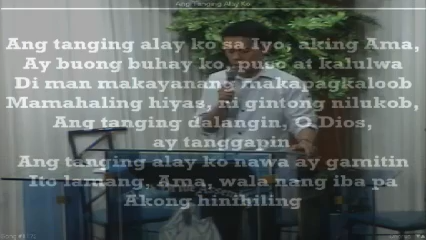 Ang Tanging Alay Ko
Ang tanging alay ko sa Iyo, aking Ama,
Ay buong buhay ko, puso at kalulwa
Di man makayanang makapagkaloob
Mamahaling hiyas, ni gintong nilukob,
Ang tanging dalangin, O Dios,
ay tanggapin
Ang tanging alay ko nawa ay gamitin
Ito lamang, Ama, wala nang iba pa
Akong hinihiling